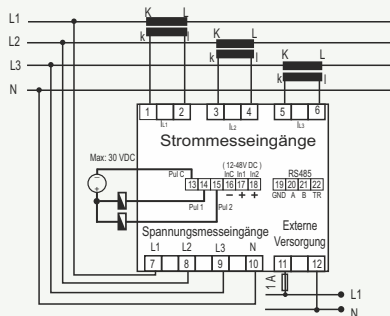 L1 K L
L2 k l K L
L3 k l K L
N k l
1 2 3 4 5 6
IL1 IL2 IL3
Strommesseingänge
Max: 30 VDC ( 12-48V DC )
Pul C InC In1 In2 RS485
13 14 15 16 17 18 19 20 21 22
Pul 1 − + + GND A B TR
Pul 2
Spannungsmesseingänge Externe
L1 L2 L3 N Versorgung
7 8 9 10 11 12
1 A
L1
N